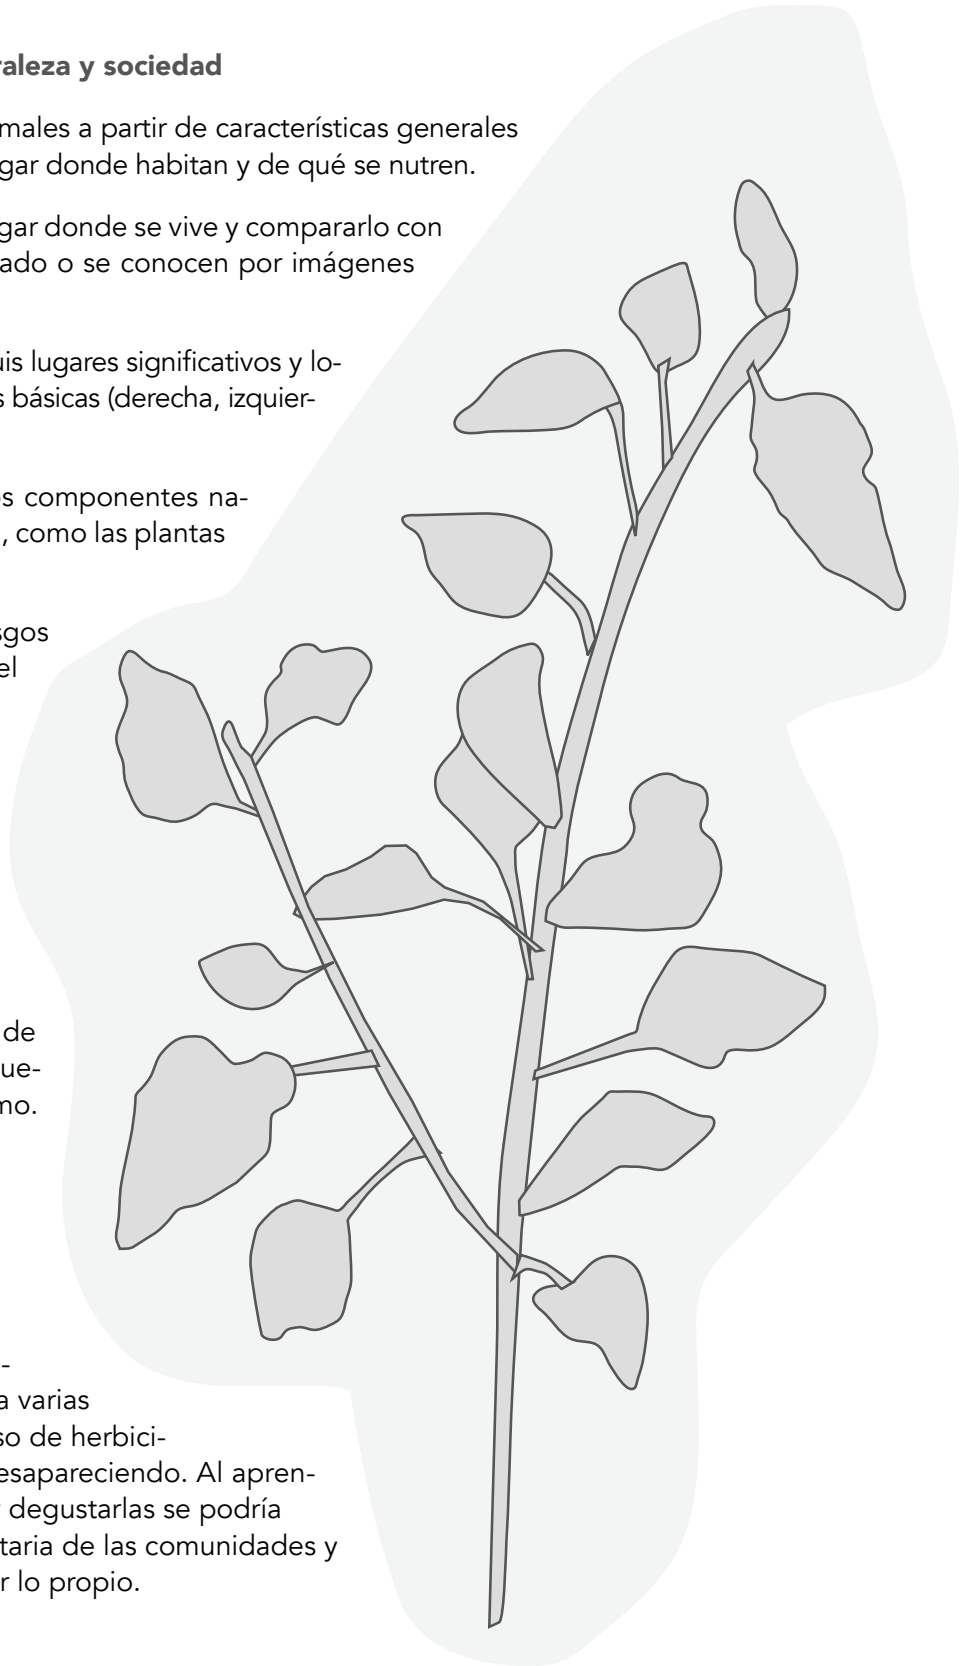 raleza y sociedad
males a partir de características generales
gar donde habitan y de qué se nutren.
gar donde se vive y compararlo con
ado o se conocen por imágenes
uis lugares significativos y lo-
s básicas (derecha, izquier-
os componentes na-
, como las plantas
sgos
el
de
ue-
mo.
-
a varias
so de herbici-
esapareciendo. Al apren-
degustarlas se podría
taria de las comunidades y
r lo propio.